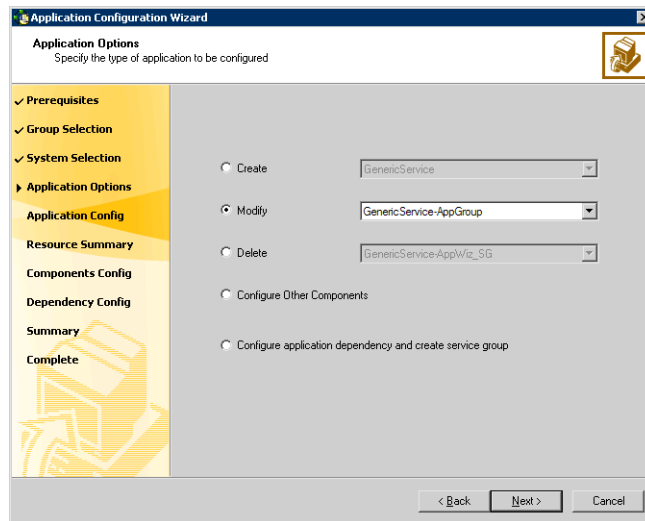 Application Configuration Wizard
Application Options
Specify the type of application to be configured
Prerequisites
Group Selection
System Selection
Application Options
Application Config
Resource Summary
Components Config
Dependency Config
Summary
Complete
Create GenericService
Modify GenericService-AppGroup
Delete GenericService-AppWiz_SG
Configure Other Components
Configure application dependency and create service group
< Back Next > Cancel